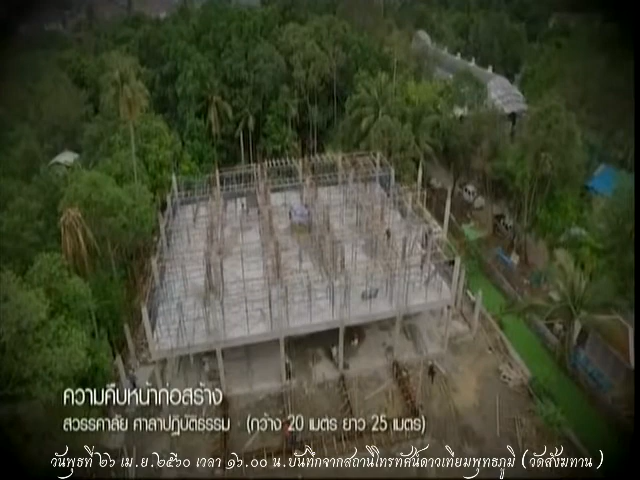 ความคืบหน้าก่อสร้าง
สวรรคาลัย ศาลาปฏิบัติธรรม (กว้าง 20 เมตร ยาว 25 เมตร)
วันพุธที่ ๒๖ เม.ย.๒๕๖๐ เวลา ๑๖.๐๐ น.บันทึกจากสถานีโทรทัศน์ดาวเทียมพุทธภูมิ (วัดสังฆทาน)